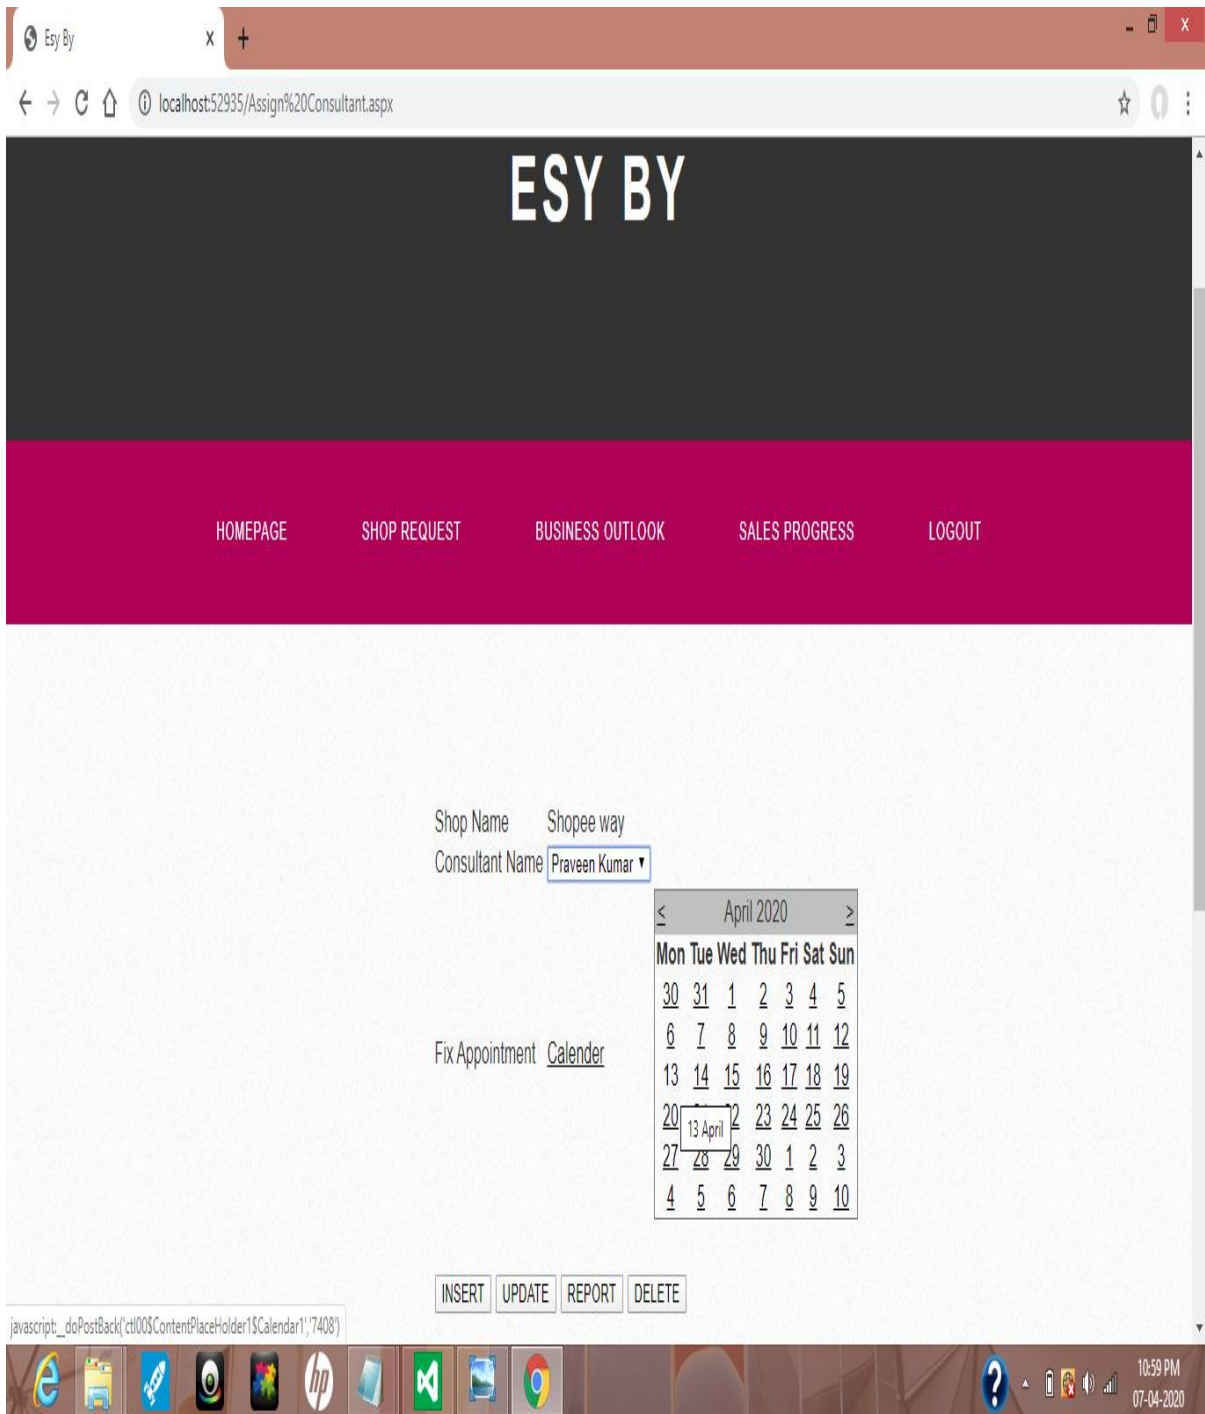 Esy By
localhost:52935/Assign%20Consultant.aspx
ESY BY
HOMEPAGE SHOP REQUEST BUSINESS OUTLOOK SALES PROGRESS LOGOUT
Shop Name Shopee way
Consultant Name Praveen Kumar
< April 2020 >
Mon Tue Wed Thu Fri Sat Sun
30 31 1 2 3 4 5
6 7 8 9 10 11 12
Fix Appointment Calender
13 14 15 16 17 18 19
20 22 23 24 25 26
13 April
27 28 29 30 1 2 3
4 5 6 7 8 9 10
INSERT UPDATE REPORT DELETE
javascript:__doPostBack('ctl00$ContentPlaceHolder1$Calendar1','7408')
hp
10:59 PM
07-04-2020